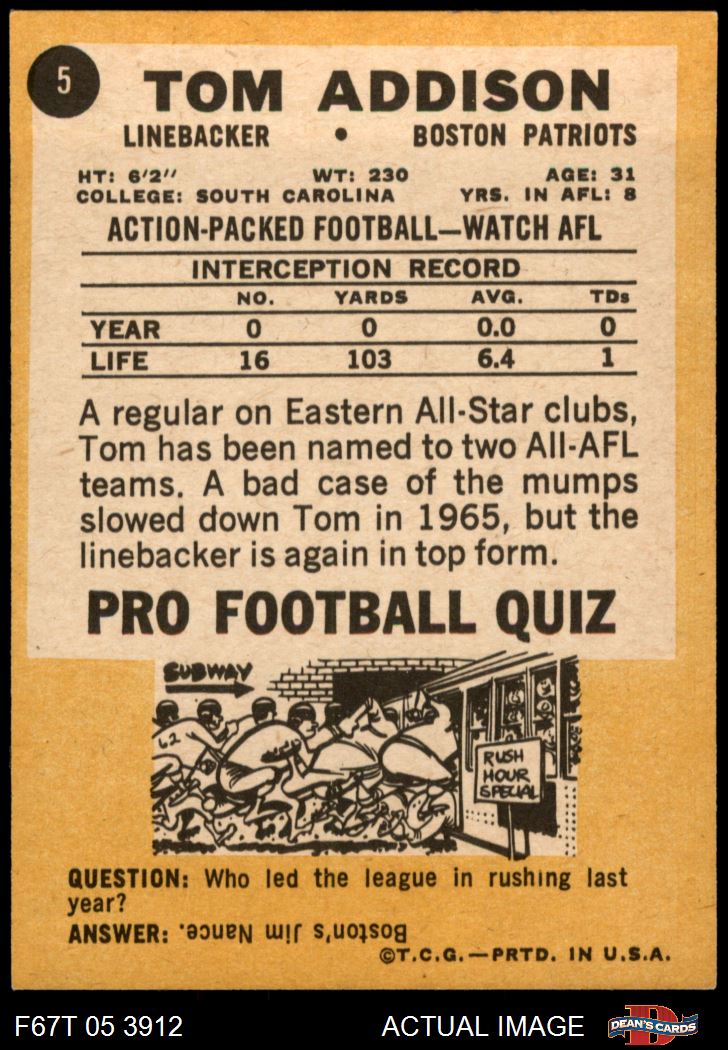 5
TOM ADDISON
LINEBACKER • BOSTON PATRIOTS
HT: 6'2" WT: 230 AGE: 31
COLLEGE: SOUTH CAROLINA YRS. IN AFL: 8
ACTION-PACKED FOOTBALL—WATCH AFL
INTERCEPTION RECORD
NO. YARDS AVG. TDs
YEAR 0 0 0.0 0
LIFE 16 103 6.4 1
A regular on Eastern All-Star clubs,
Tom has been named to two All-AFL
teams. A bad case of the mumps
slowed down Tom in 1965, but the
linebacker is again in top form.
PRO FOOTBALL QUIZ
SUBWAY
62
RUSH
HOUR
SPECIAL
QUESTION: Who led the league in rushing last
year?
ANSWER: Boston's Jim Nance.
©T.C.G.—PRTD. IN U.S.A.
F67T 05 3912 ACTUAL IMAGE DEAN'S CARDS